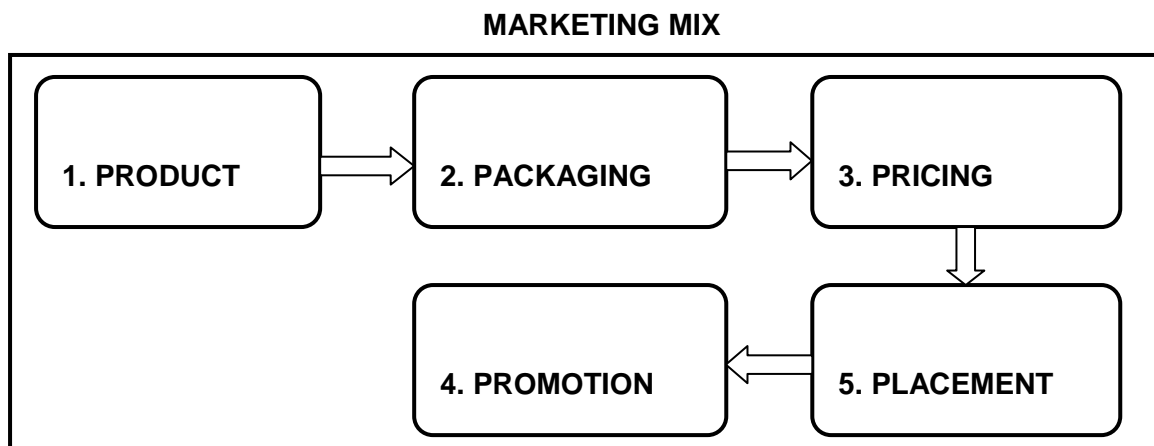 MARKETING MIX
1. PRODUCT
2. PACKAGING
3. PRICING
4. PROMOTION
5. PLACEMENT